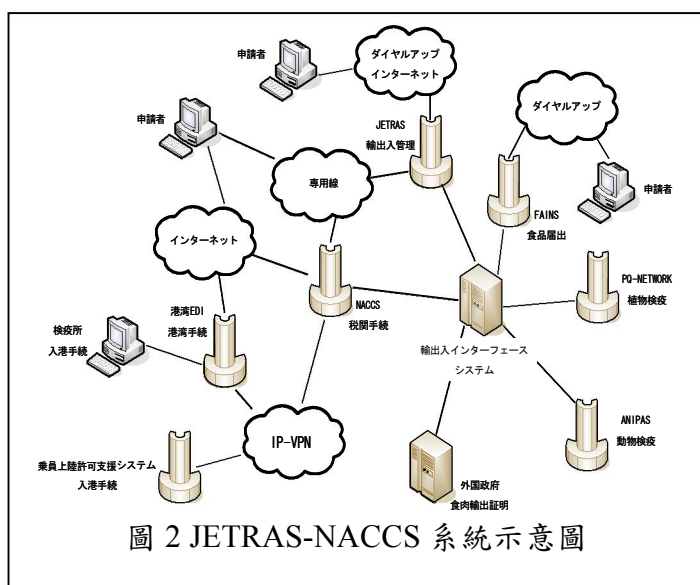 申請者
ダイヤルアップ
インターネット
申請者
ダイヤルアップ
JETRAS
輸出入管理
専用線
申請者
FAINS
食品届出
インターネット
PQ-NETWORK
植物検疫
港湾EDI
港湾手続
NACCS
税関手続
検疫所
入港手続
輸出入インターフェース
システム
IP-VPN
ANIPAS
動物検疫
乗員上陸許可支援システム
入港手続
外国政府
食肉輸出証明
圖 2 JETRAS-NACCS 系統示意圖